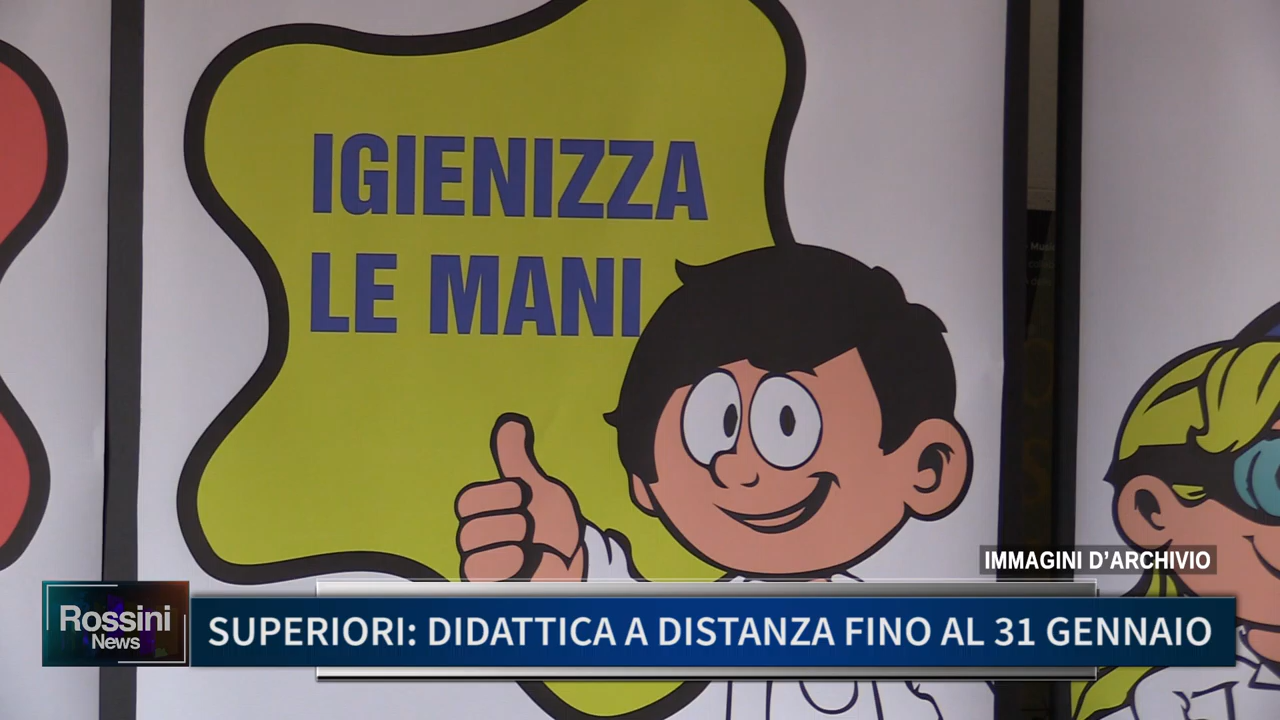 IGIENIZZA
LE MANI
IMMAGINI D'ARCHIVIO
Rossini
News
SUPERIORI: DIDATTICA A DISTANZA FINO AL 31 GENNAIO